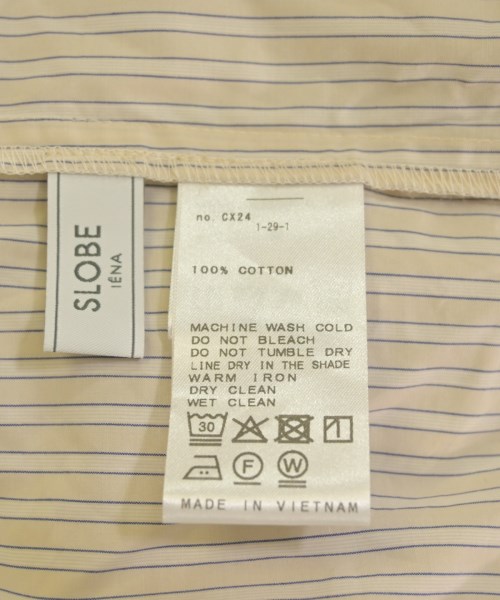 SLOBE
IÉNA
no. CX24
1-29-1
100% COTTON
MACHINE WASH COLD
DO NOT BLEACH
DO NOT TUMBLE DRY
LINE DRY IN THE SHADE
WARM IRON
DRY CLEAN
WET CLEAN
30
F
W
MADE IN VIETNAM